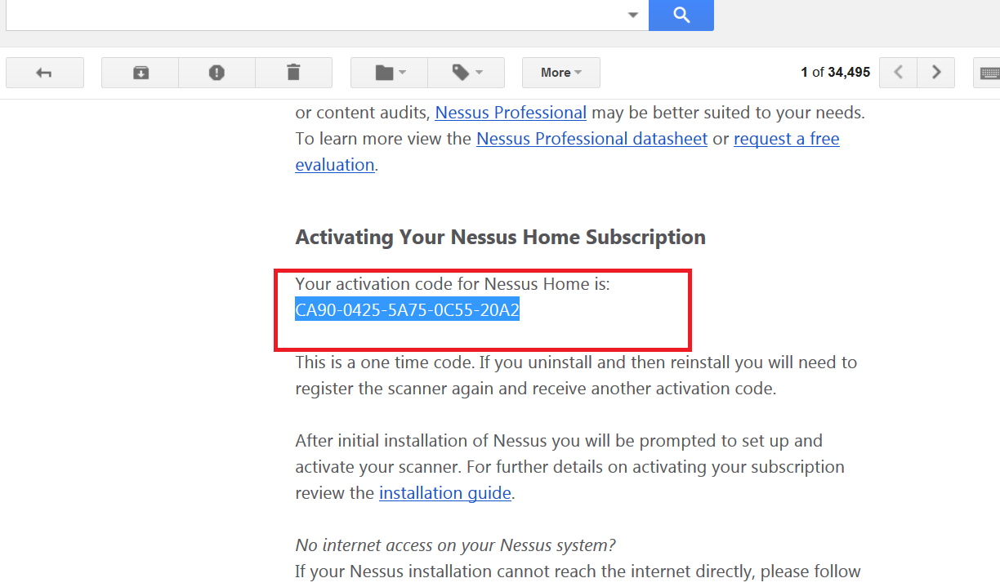 More
1 of 34,495
or content audits, Nessus Professional may be better suited to your needs.
To learn more view the Nessus Professional datasheet or request a free
evaluation.
Activating Your Nessus Home Subscription
Your activation code for Nessus Home is:
CA90-0425-5A75-0C55-20A2
This is a one time code. If you uninstall and then reinstall you will need to
register the scanner again and receive another activation code.
After initial installation of Nessus you will be prompted to set up and
activate your scanner. For further details on activating your subscription
review the installation guide.
No internet access on your Nessus system?
If your Nessus installation cannot reach the internet directly, please follow